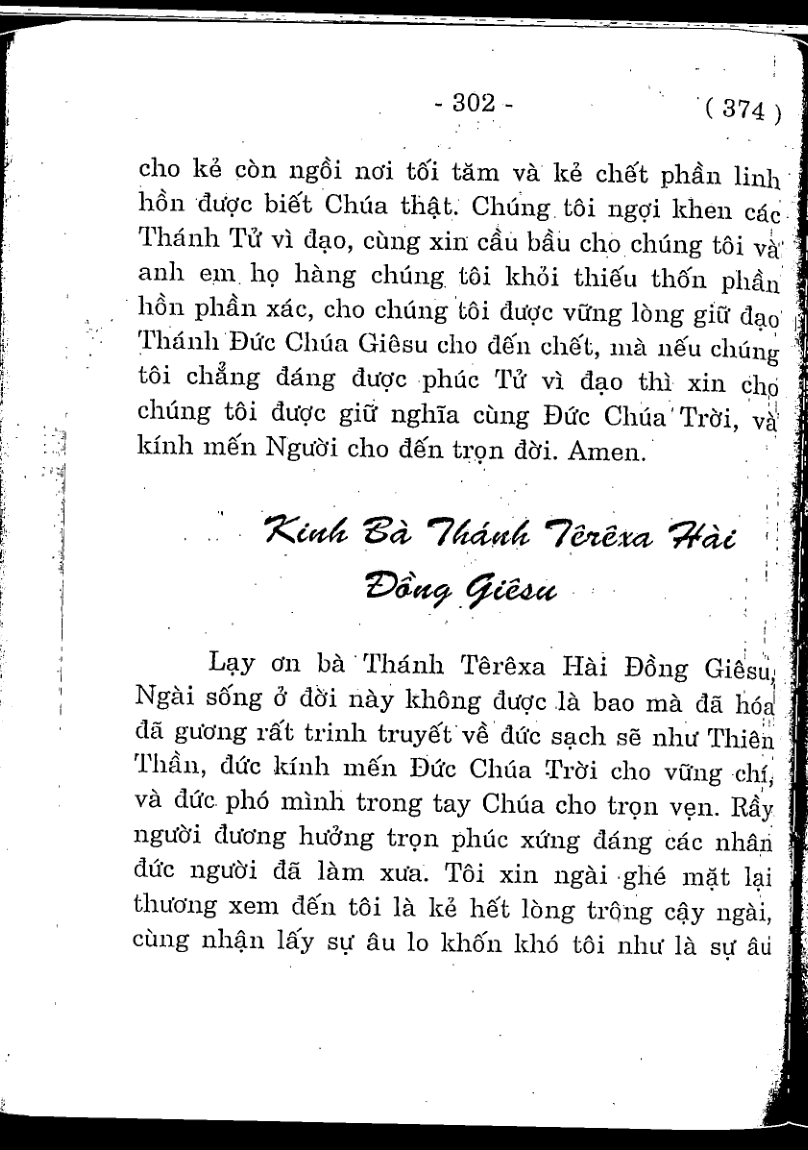 - 302 -
( 374 )
cho kẻ còn ngồi nơi tối tăm và kẻ chết phần linh
hồn được biết Chúa thật. Chúng tôi ngợi khen các
Thánh Tử vì đạo, cùng xin cầu bầu cho chúng tôi và
anh em họ hàng chúng tôi khỏi thiếu thốn phần
hồn phần xác, cho chúng tôi được vững lòng giữ đạo
Thánh Đức Chúa Giêsu cho đến chết, mà nếu chúng
tôi chẳng đáng được phúc Tử vì đạo thì xin cho
chúng tôi được giữ nghĩa cùng Đức Chúa Trời, và
kính mến Người cho đến trọn đời. Amen.
Kinh Bà Thánh Têrêxa Hài
Đồng Giêsu
Lạy ơn bà Thánh Têrêxa Hài Đồng Giêsu,
Ngài sống ở đời này không được là bao mà đã hóa
đã gương rất trinh truyết về đức sạch sẽ như Thiên
Thần, đức kính mến Đức Chúa Trời cho vững chí,
và đức phó mình trong tay Chúa cho trọn vẹn. Rầy
người đương hưởng trọn phúc xứng đáng các nhân
đức người đã làm xưa. Tôi xin ngài ghé mặt lại
thương xem đến tôi là kẻ hết lòng trông cậy ngài,
cùng nhận lấy sự âu lo khốn khó tôi như là sự âu